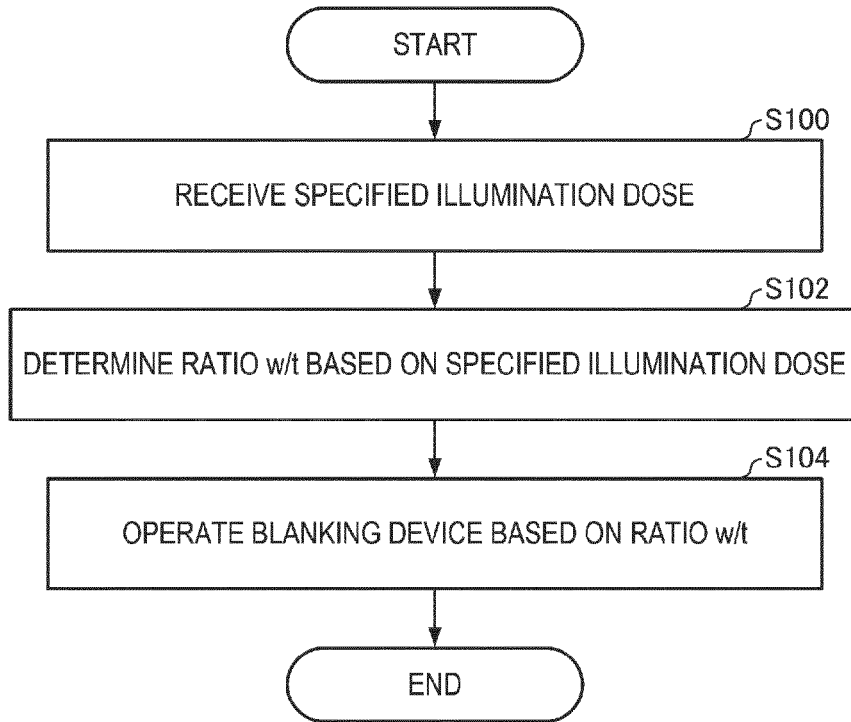 START
S100
RECEIVE SPECIFIED ILLUMINATION DOSE
S102
DETERMINE RATIO w/t BASED ON SPECIFIED ILLUMINATION DOSE
S104
OPERATE BLANKING DEVICE BASED ON RATIO w/t
END